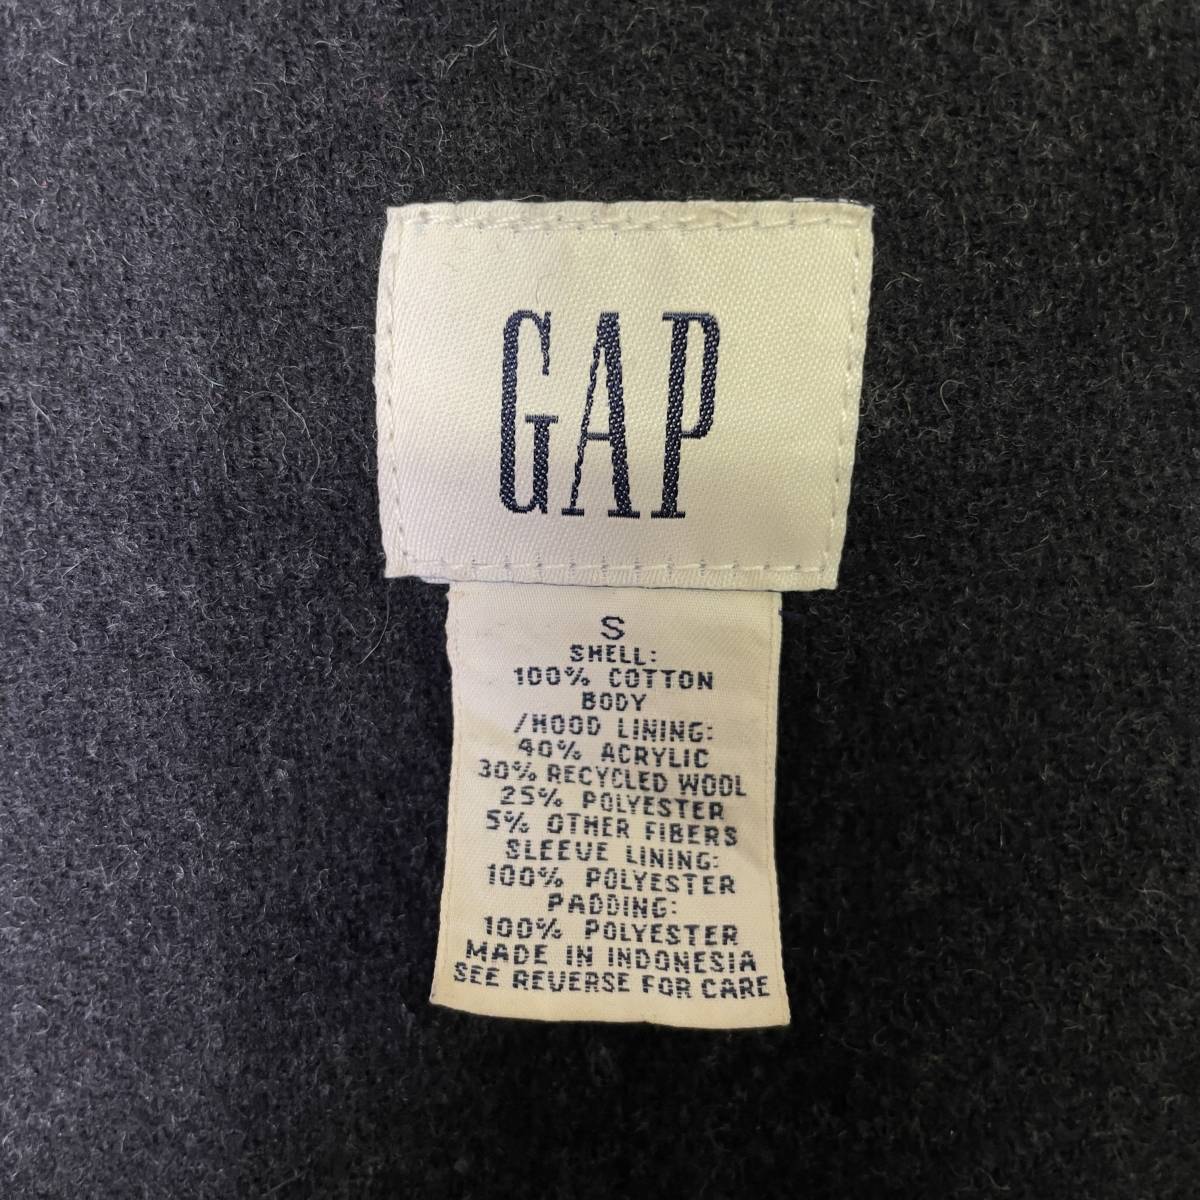 GAP
S
SHELL:
100% COTTON
BODY
/HOOD LINING:
40% ACRYLIC
30% RECYCLED WOOL
25% POLYESTER
5% OTHER FIBERS
SLEEVE LINING:
100% POLYESTER
PADDING:
100% POLYESTER
MADE IN INDONESIA
SEE REVERSE FOR CARE